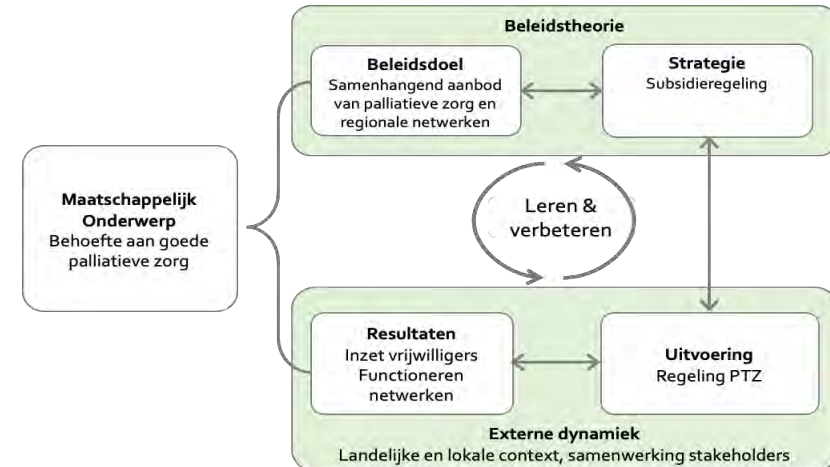 Beleidstheorie
Beleidsdoel
Samenhangend aanbod
van palliatieve zorg en
regionale netwerken
Strategie
Subsidieregeling
Maatschappelijk
Onderwerp
Behoefte aan goede
palliatieve zorg
Leren &
verbeteren
Resultaten
Inzet vrijwilligers
Functioneren
netwerken
Uitvoering
Regeling PTZ
Externe dynamiek
Landelijke en lokale context, samenwerking stakeholders